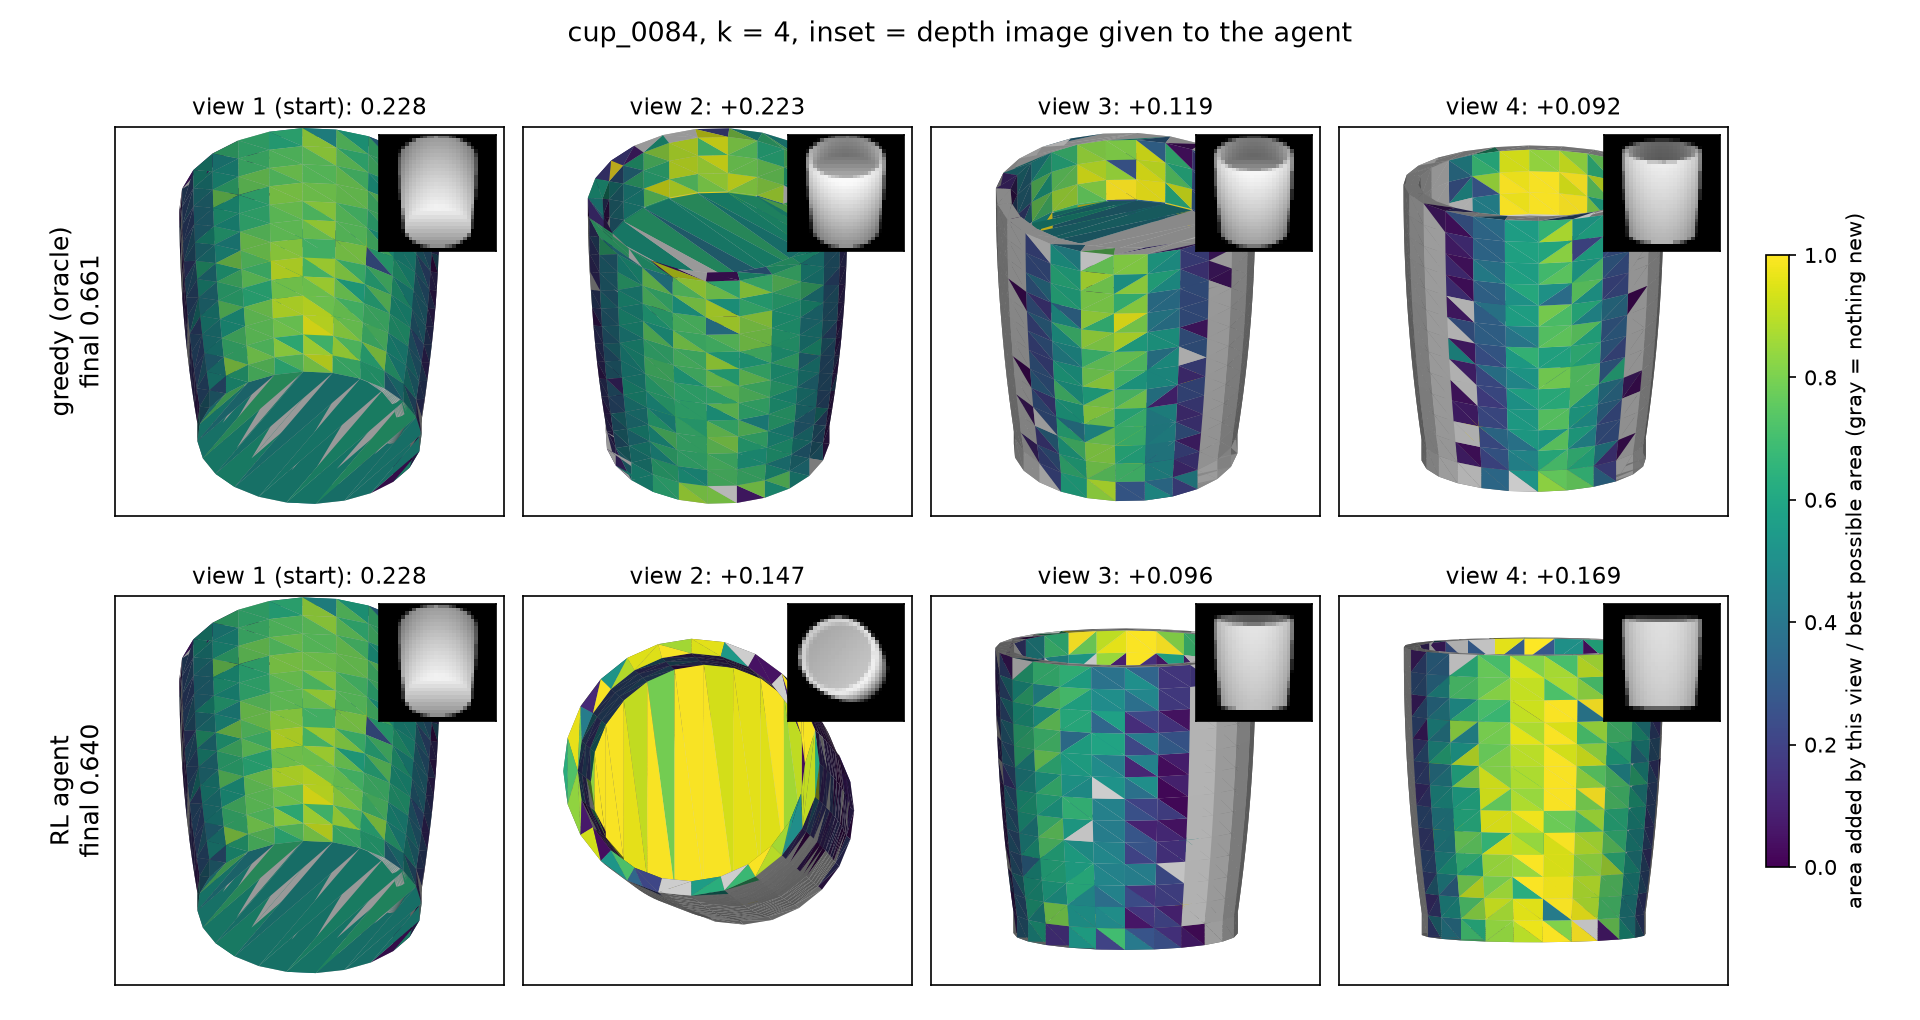 cup_0084, k = 4, inset = depth image given to the agent
view 1 (start): 0.228
view 2: +0.223
view 3: +0.119
view 4: +0.092
greedy (oracle)
final 0.661
view 1 (start): 0.228
view 2: +0.147
view 3: +0.096
view 4: +0.169
RL agent
final 0.640
1.0
0.8
0.6
0.4
0.2
0.0
area added by this view / best possible area (gray = nothing new)